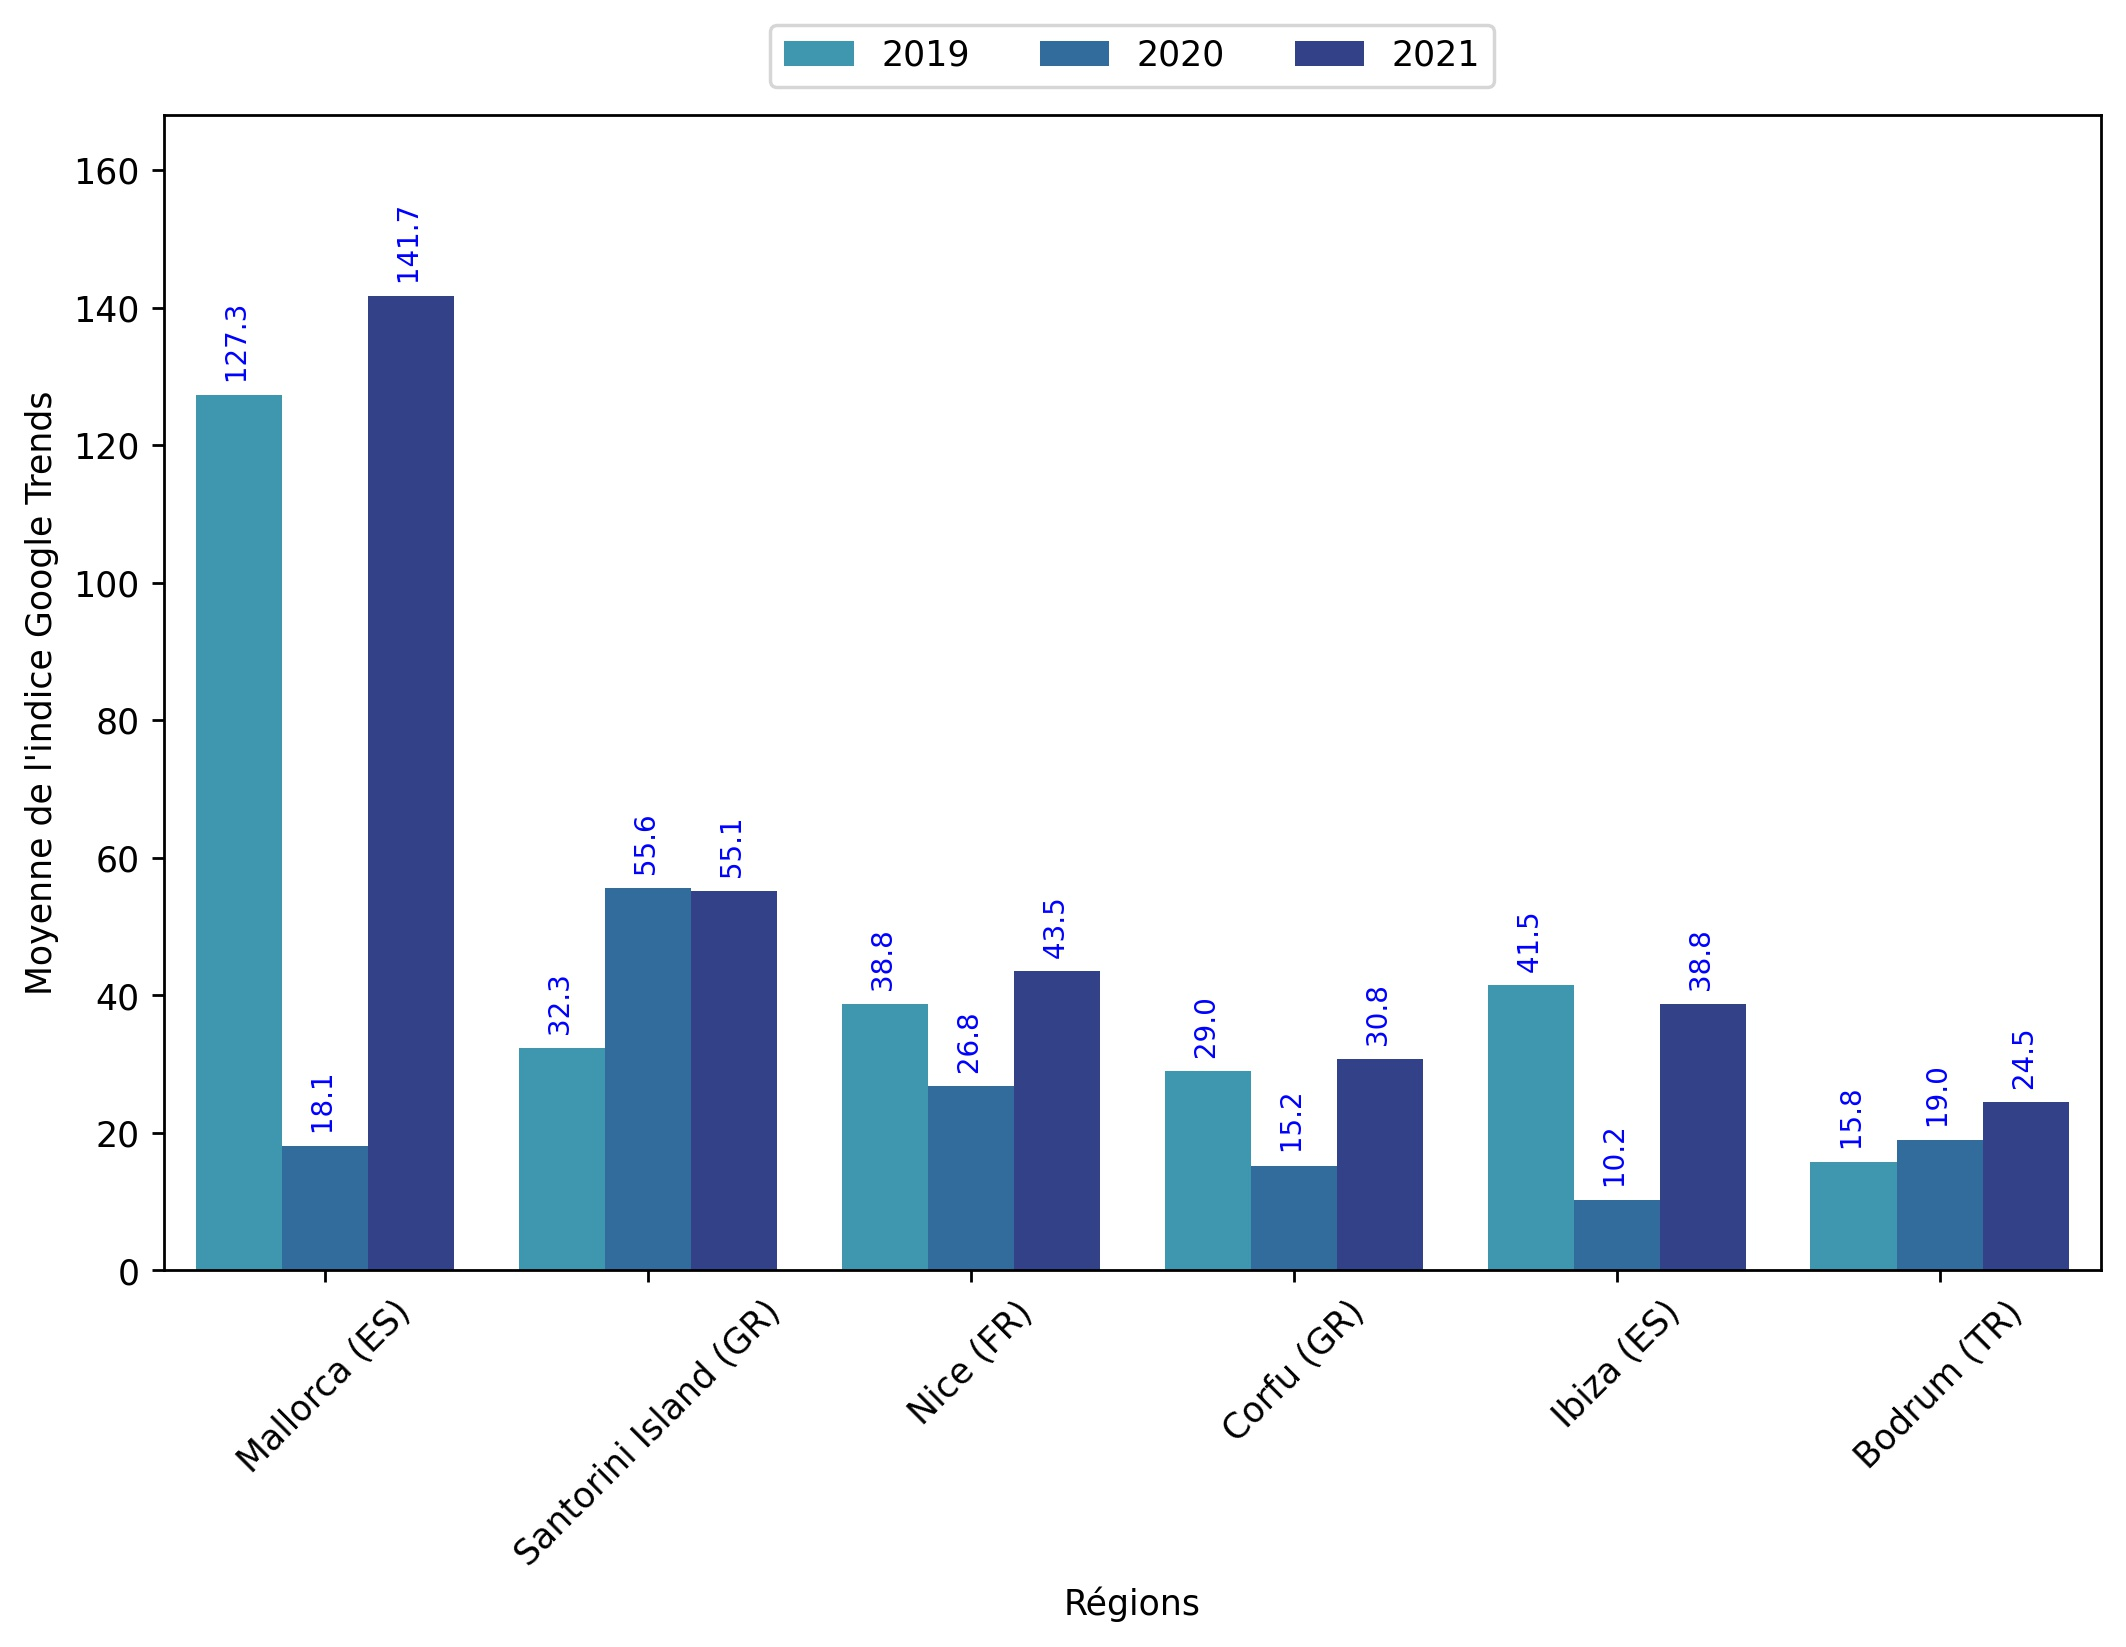 2019 2020 2021
Moyenne de l'indice Google Trends
160
140
120
100
80
60
40
20
0
127.3 18.1 141.7
32.3 55.6 55.1
38.8 26.8 43.5
29.0 15.2 30.8
41.5 10.2 38.8
15.8 19.0 24.5
Mallorca (ES)
Santorini Island (GR)
Nice (FR)
Corfu (GR)
Ibiza (ES)
Bodrum (TR)
Régions